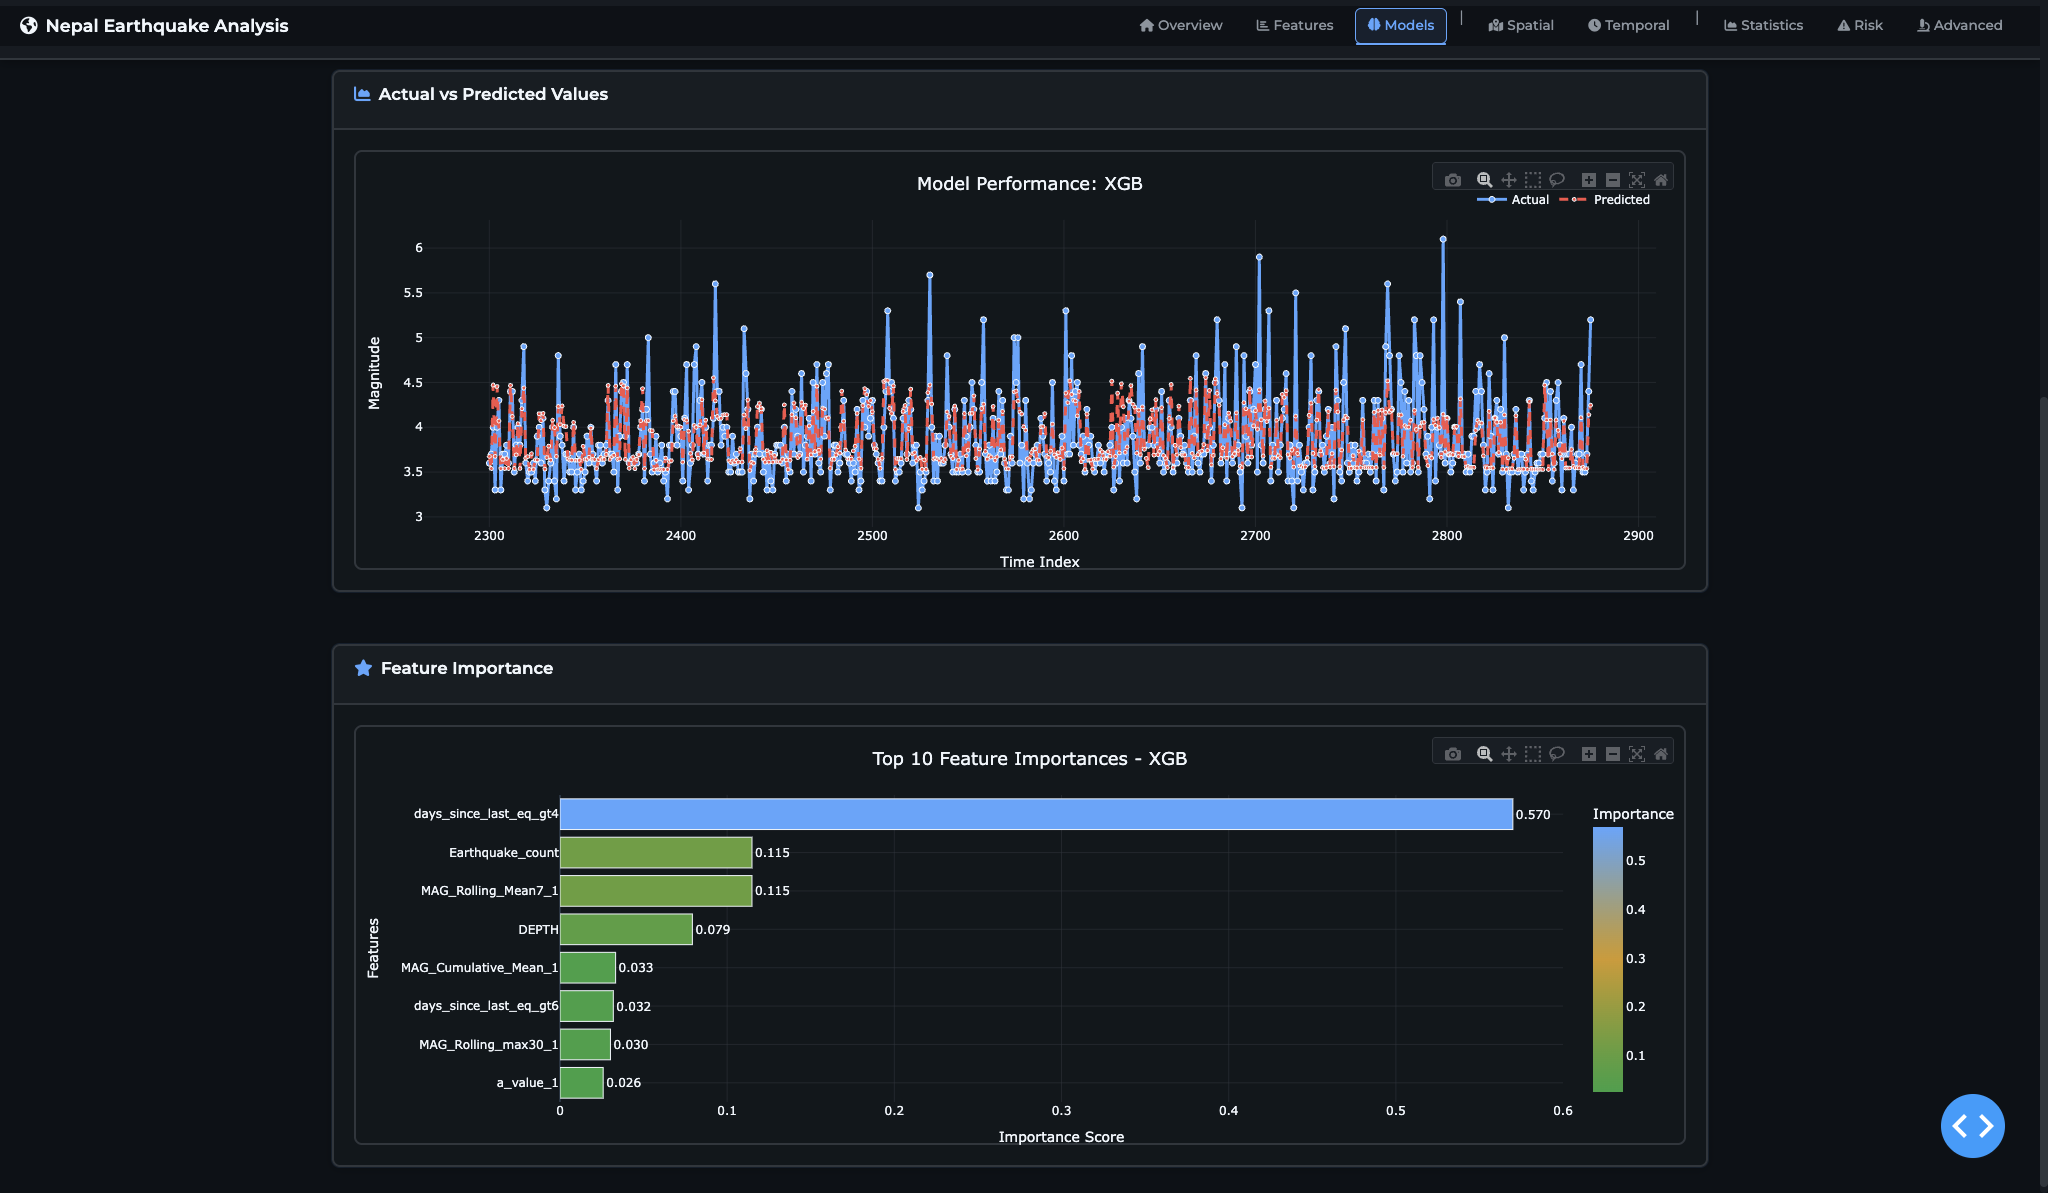 Nepal Earthquake Analysis
Overview
Features
Models
Spatial
Temporal
Statistics
Risk
Advanced
Actual vs Predicted Values
Model Performance: XGB
Actual
Predicted
Magnitude
6
5.5
5
4.5
4
3.5
3
2300
2400
2500
2600
2700
2800
2900
Time Index
Feature Importance
Top 10 Feature Importances - XGB
Features
days_since_last_eq_gt4
0.570
Earthquake_count
0.115
MAG_Rolling_Mean7_1
0.115
DEPTH
0.079
MAG_Cumulative_Mean_1
0.033
days_since_last_eq_gt6
0.032
MAG_Rolling_max30_1
0.030
a_value_1
0.026
0
0.1
0.2
0.3
0.4
0.5
0.6
Importance Score
Importance
0.5
0.4
0.3
0.2
0.1